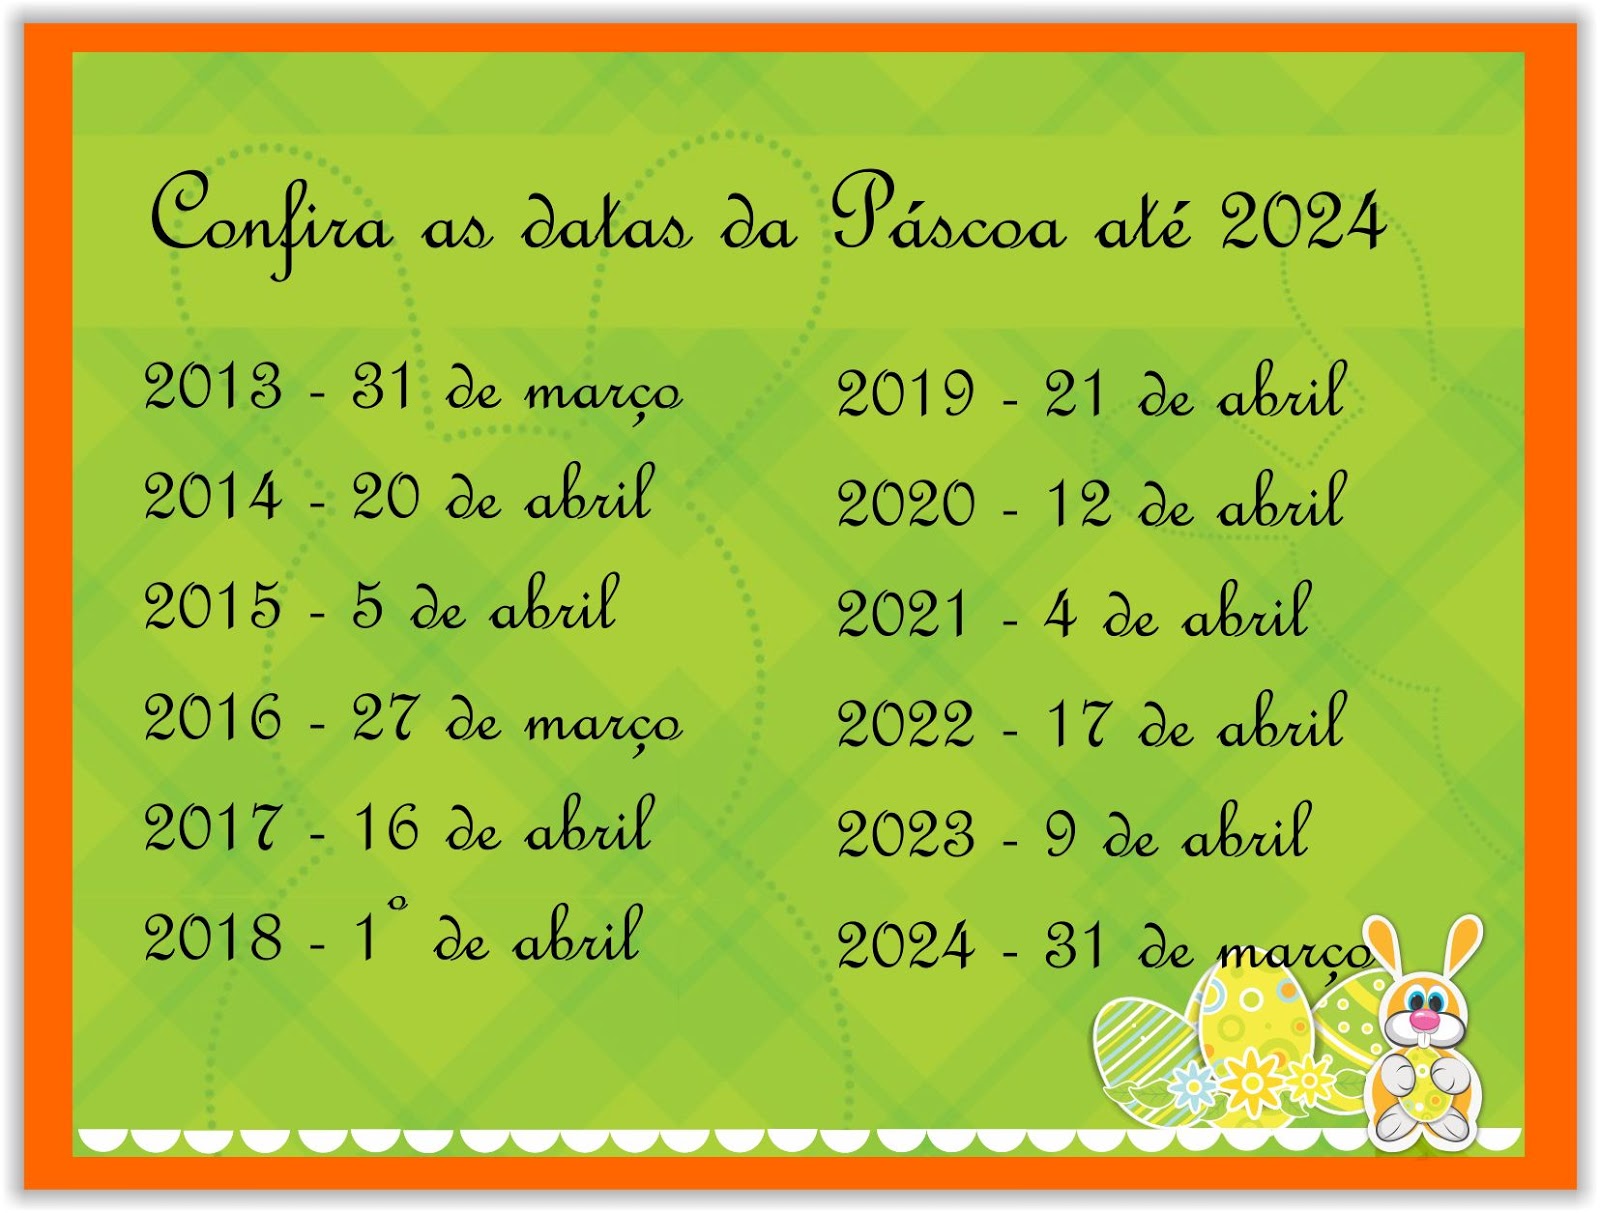 Confira as datas da Páscoa até 2024
2013 - 31 de março
2014 - 20 de abril
2015 - 5 de abril
2016 - 27 de março
2017 - 16 de abril
2018 - 1º de abril
2019 - 21 de abril
2020 - 12 de abril
2021 - 4 de abril
2022 - 17 de abril
2023 - 9 de abril
2024 - 31 de março